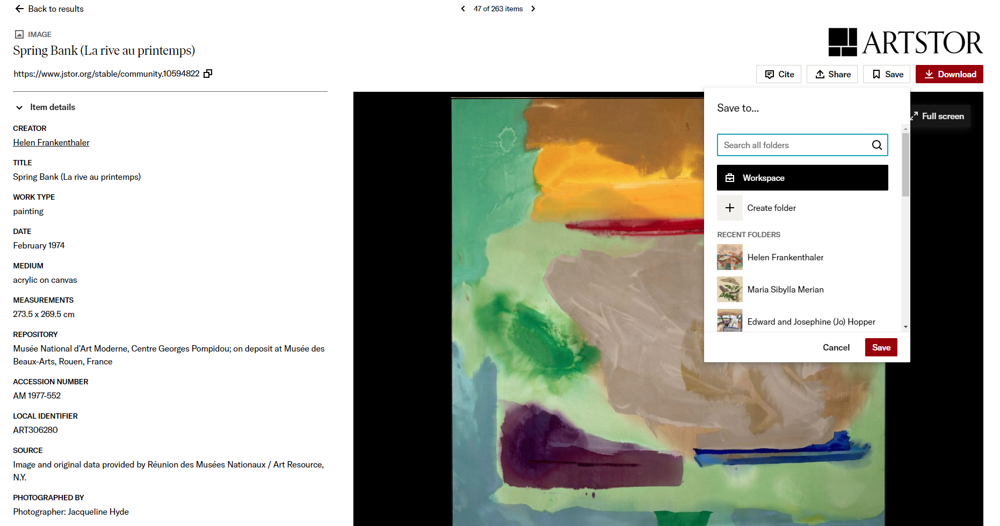 Back to results
47 of 263 items
IMAGE
Spring Bank (La rive au printemps)
https://www.jstor.org/stable/community.10594822
ARTSTOR
Cite
Share
Save
Download
Item details
CREATOR
Helen Frankenthaler
TITLE
Spring Bank (La rive au printemps)
WORK TYPE
painting
DATE
February 1974
MEDIUM
acrylic on canvas
MEASUREMENTS
273.5 x 269.5 cm
REPOSITORY
Musée National d'Art Moderne, Centre Georges Pompidou; on deposit at Musée des
Beaux-Arts, Rouen, France
ACCESSION NUMBER
AM 1977-552
LOCAL IDENTIFIER
ART306280
SOURCE
Image and original data provided by Réunion des Musées Nationaux / Art Resource,
N.Y.
PHOTOGRAPHED BY
Photographer: Jacqueline Hyde
Save to...
Full screen
Search all folders
Workspace
Create folder
RECENT FOLDERS
Helen Frankenthaler
Maria Sibylla Merian
Edward and Josephine (Jo) Hopper
Cancel
Save